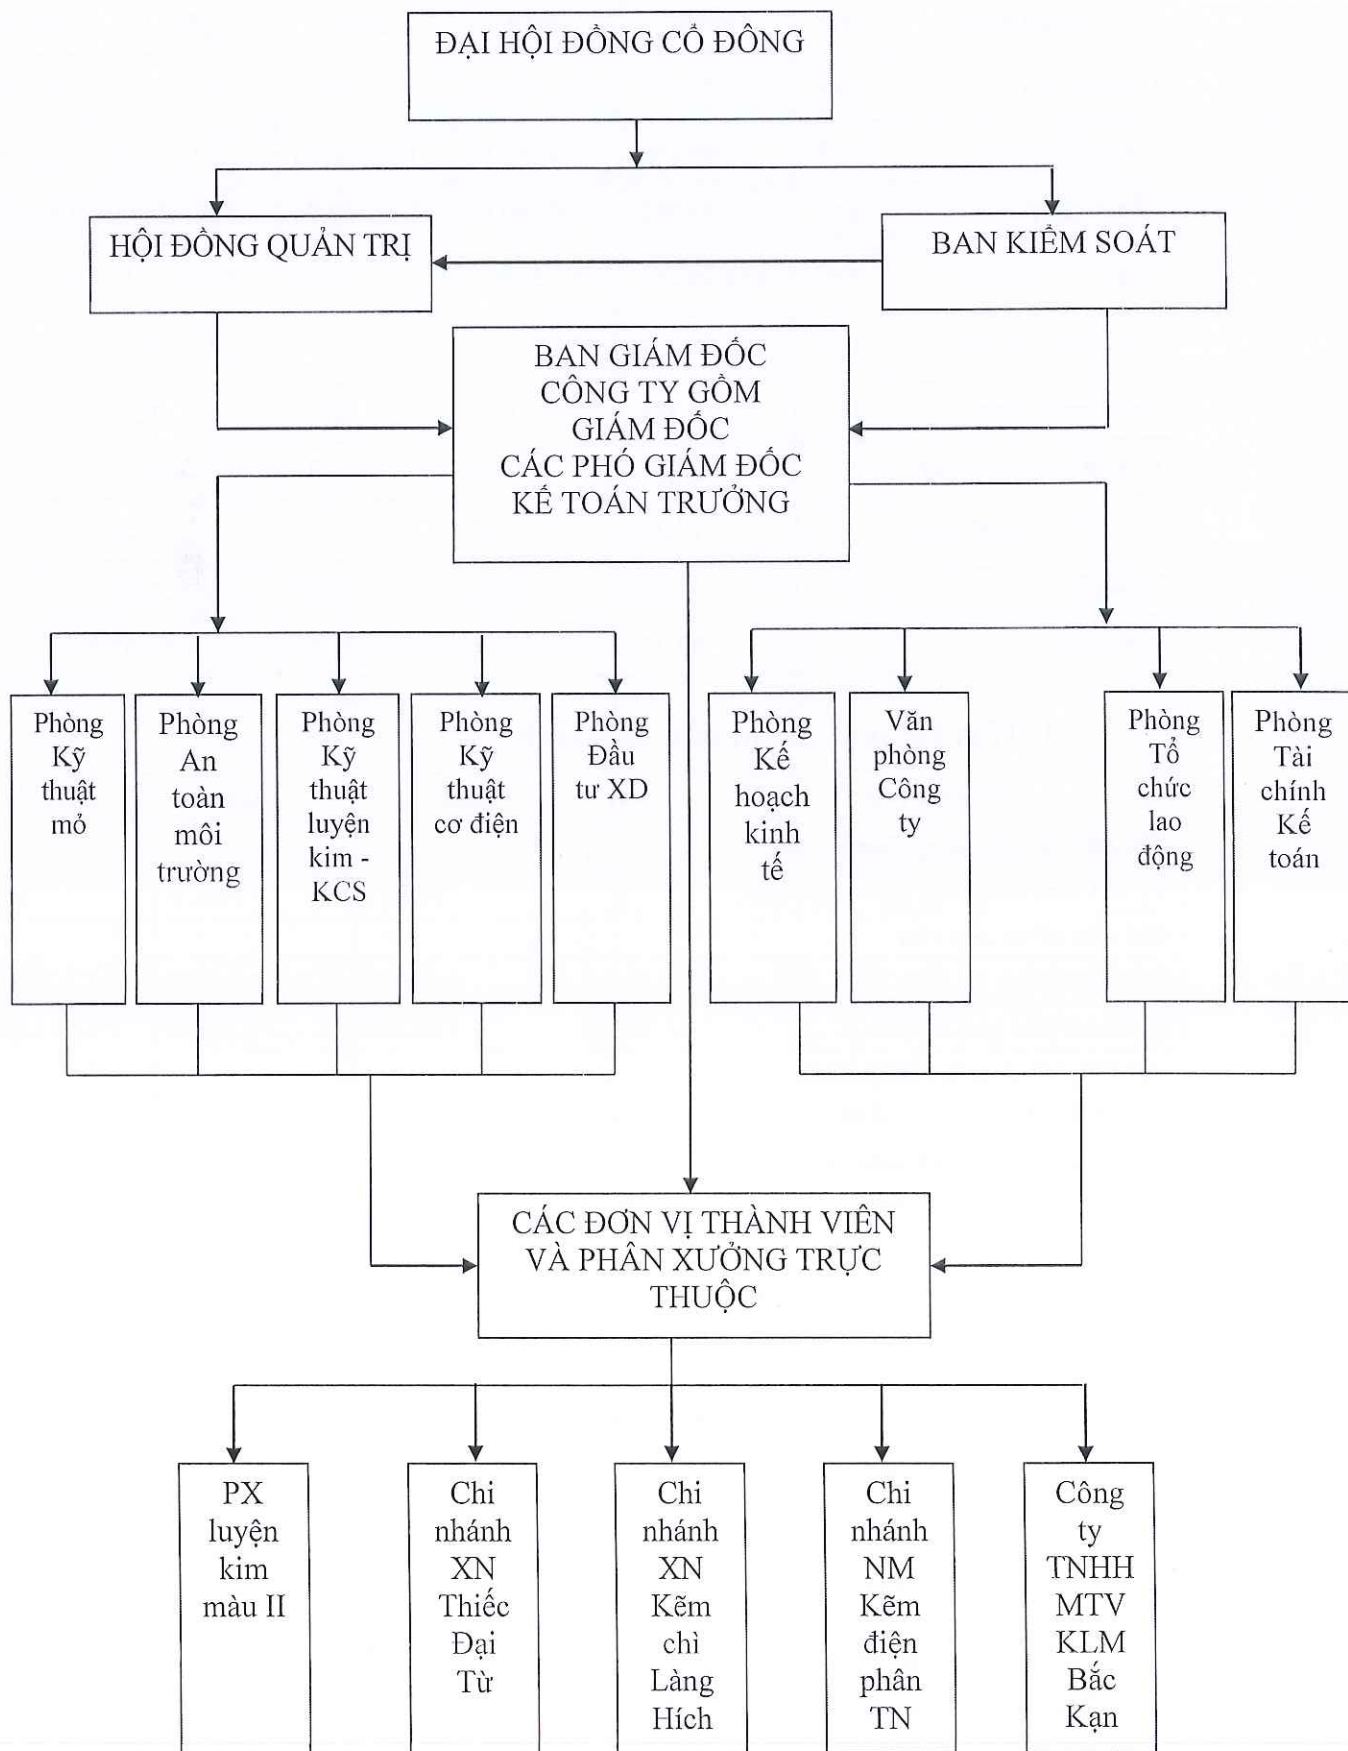 ĐẠI HỘI ĐỒNG CỔ ĐÔNG
HỘI ĐỒNG QUẢN TRỊ
BAN KIỂM SOÁT
BAN GIÁM ĐỐC
CÔNG TY GỒM
GIÁM ĐỐC
CÁC PHÓ GIÁM ĐỐC
KẾ TOÁN TRƯỞNG
Phòng
Kỹ
thuật
mỏ
Phòng
An
toàn
môi
trường
Phòng
Kỹ
thuật
luyện
kim -
KCS
Phòng
Kỹ
thuật
cơ điện
Phòng
Đầu
tư XD
Phòng
Kế
hoạch
kinh
tế
Văn
phòng
Công
ty
Phòng
Tổ
chức
lao
động
Phòng
Tài
chính
Kế
toán
CÁC ĐƠN VỊ THÀNH VIÊN
VÀ PHÂN XƯỞNG TRỰC
THUỘC
PX
luyện
kim
màu II
Chi
nhánh
XN
Thiếc
Đại
Từ
Chi
nhánh
XN
Kẽm
chì
Làng
Hích
Chi
nhánh
NM
Kẽm
điện
phân
TN
Công
ty
TNHH
MTV
KLM
Bắc
Kạn